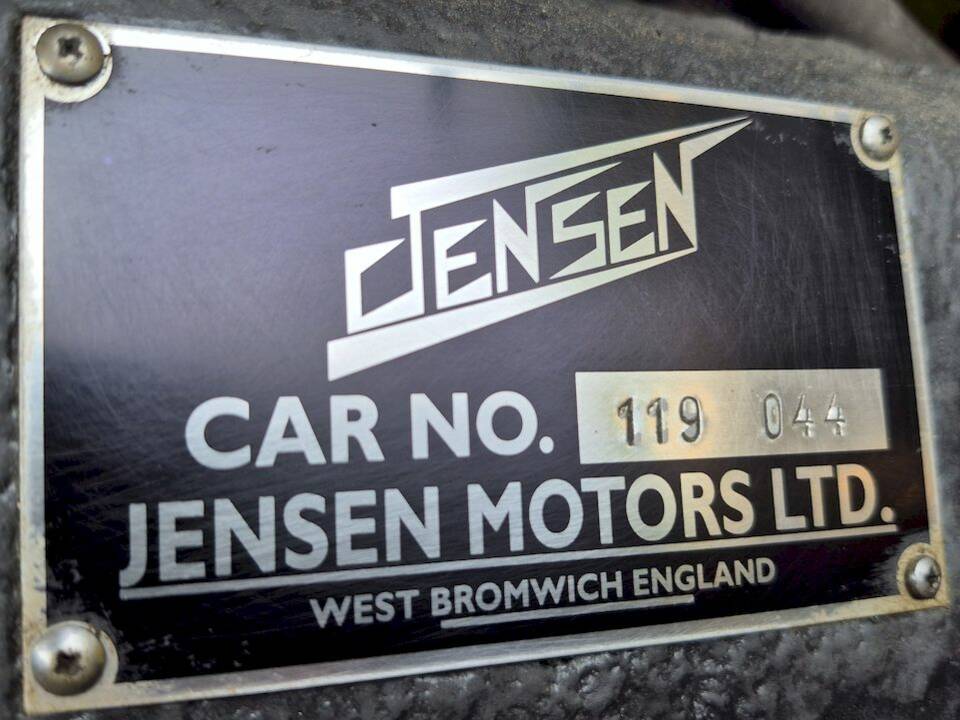 JENSEN
CAR NO. 119 044
JENSEN MOTORS LTD.
WEST BROMWICH ENGLAND